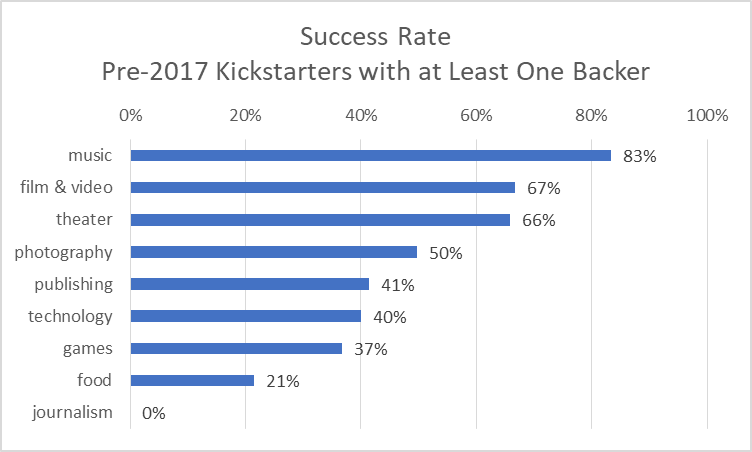 Success Rate
Pre-2017 Kickstarters with at Least One Backer
0% 20% 40% 60% 80% 100%
music 83%
film & video 67%
theater 66%
photography 50%
publishing 41%
technology 40%
games 37%
food 21%
journalism 0%